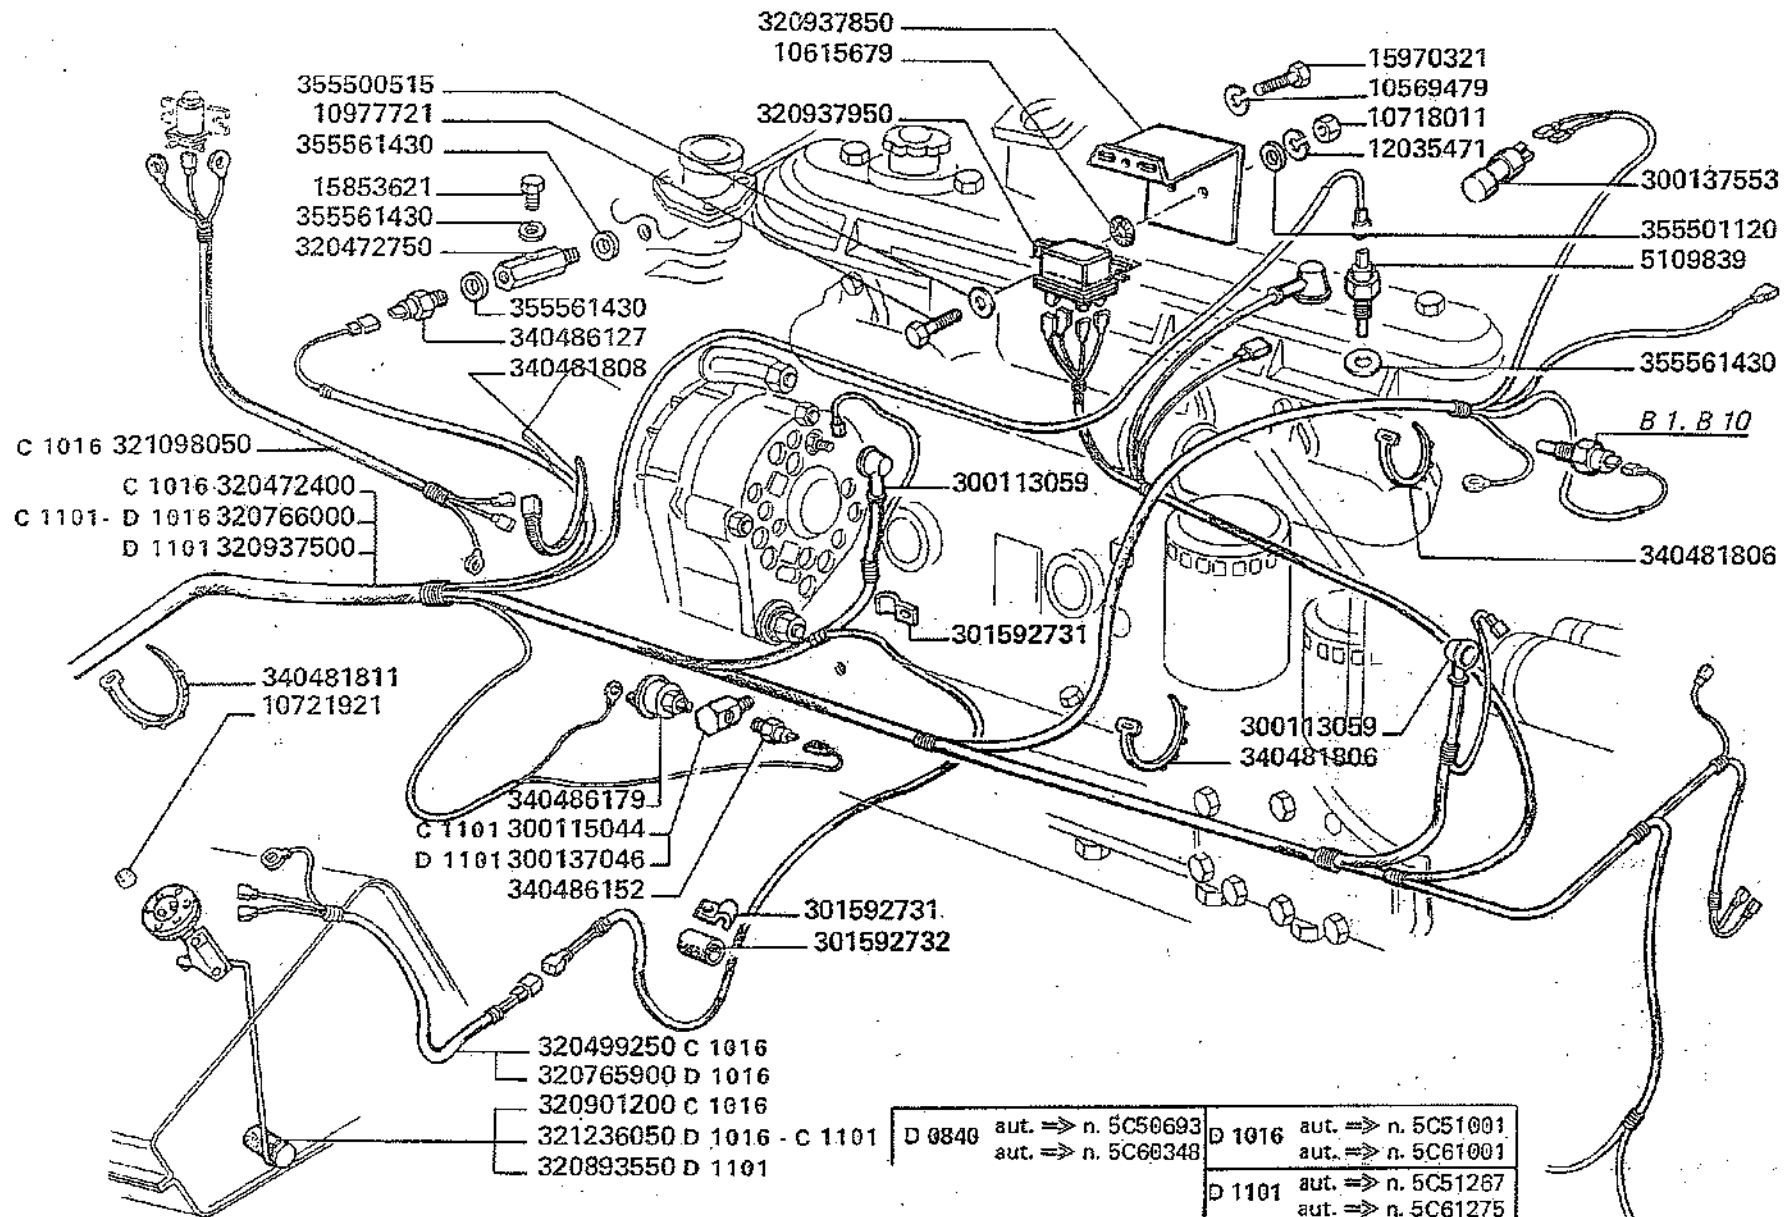 320937850
10615679
320937950
355500515
10977721
355561430
15853621
355561430
320472750
15970321
10569479
10718011
12035471
300137553
355501120
5109839
355561430
B 1. B 10
355561430
340486127
340481808
C 1016 321098050
C 1016 320472400
C 1101 - D 1016 320766000
D 1101 320937500
300113059
340481806
301592731
340481811
10721921
300113059
340481806
340486179
C 1101 300115044
D 1101 300137046
340486152
301592731
301592732
320499250 C 1016
320765900 D 1016
320901200 C 1016
321236050 D 1016 - C 1101
320893550 D 1101
D 0840 aut. => n. 5C50693
aut. => n. 5C60348
D 1016 aut. => n. 5C51001
aut. => n. 5C61001
D 1101 aut. => n. 5C51267
aut. => n. 5C61275